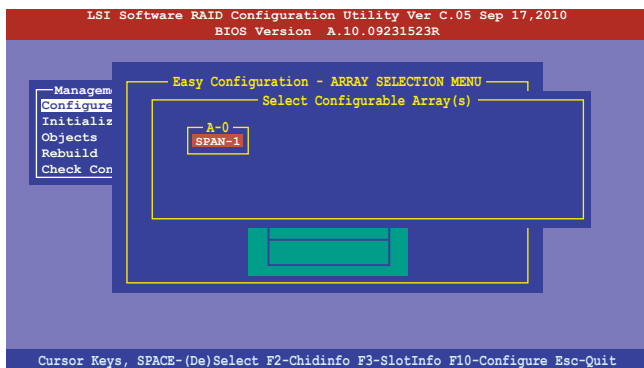 LSI Software RAID Configuration Utility Ver C.05 Sep 17,2010
BIOS Version A.10.09231523R
Easy Configuration - ARRAY SELECTION MENU
Select Configurable Array(s)
A-0
SPAN-1
Managem
Configure
Initializ
Objects
Rebuild
Check Con
Cursor Keys, SPACE-(De)Select F2-Chidinfo F3-SlotInfo F10-Configure Esc-Quit